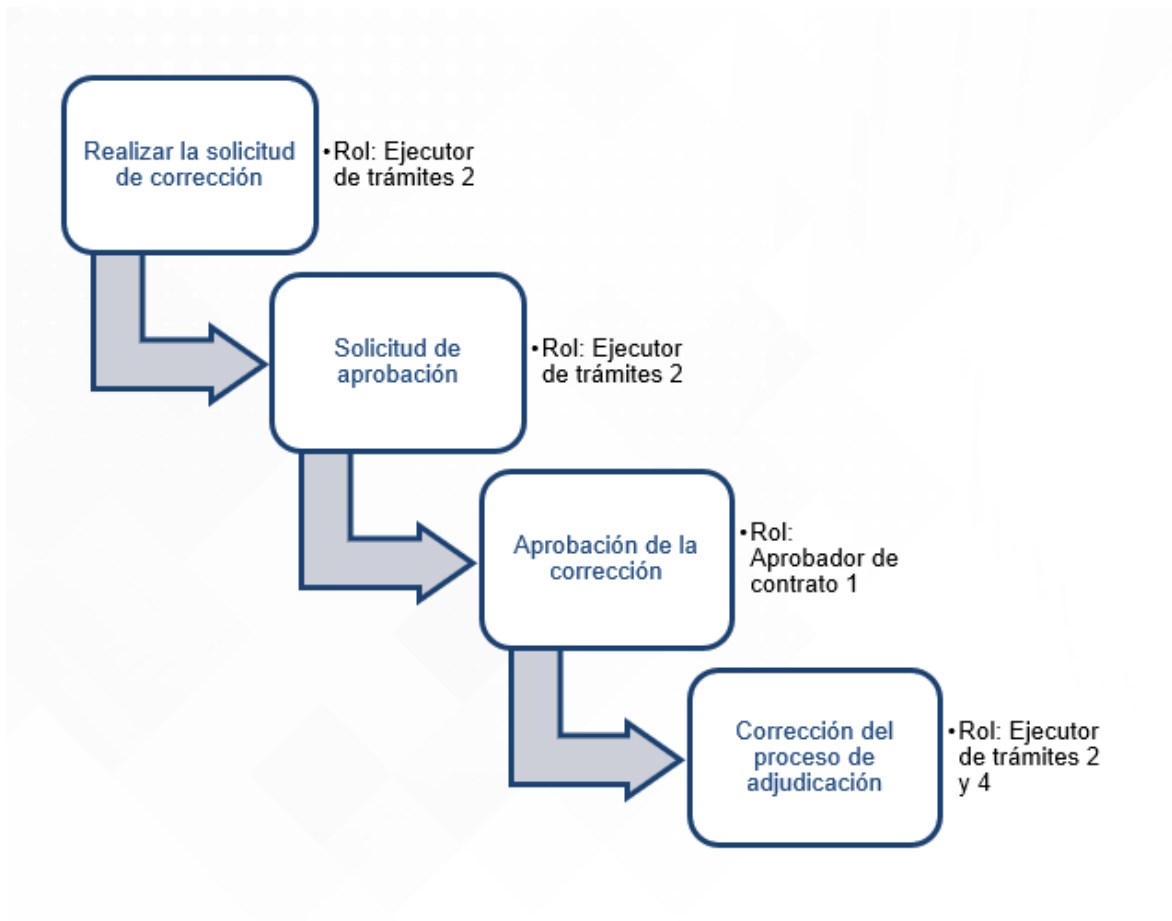 Realizar la solicitud
de corrección
•Rol: Ejecutor
de trámites 2
Solicitud de
aprobación
•Rol: Ejecutor
de trámites 2
Aprobación de la
corrección
•Rol:
Aprobador de
contrato 1
Corrección del
proceso de
adjudicación
•Rol: Ejecutor
de trámites 2
y 4